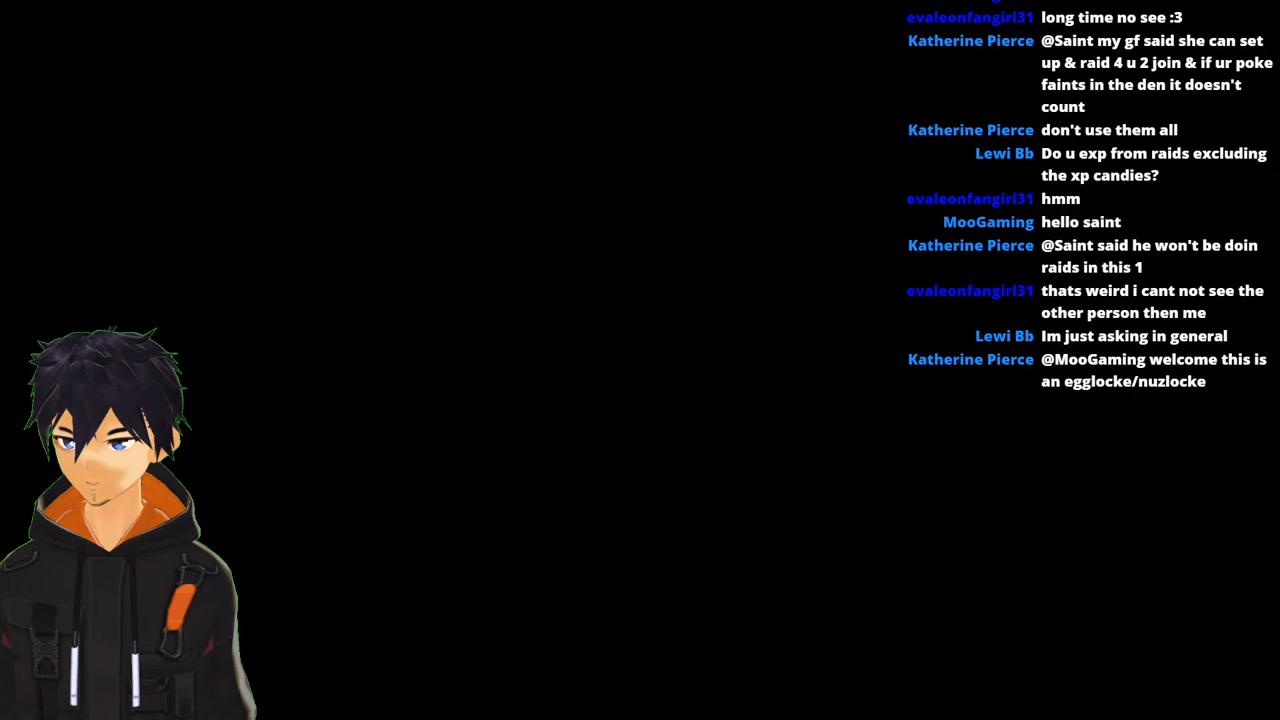 evaleonfangirl31 long time no see :3
Katherine Pierce @Saint my gf said she can set
up & raid 4 u 2 join & if ur poke
faints in the den it doesn't
count
Katherine Pierce don't use them all
Lewi Bb Do u exp from raids excluding
the xp candies?
evaleonfangirl31 hmm
MooGaming hello saint
Katherine Pierce @Saint said he won't be doin
raids in this 1
evaleonfangirl31 thats weird i cant not see the
other person then me
Lewi Bb Im just asking in general
Katherine Pierce @MooGaming welcome this is
an egglocke/nuzlocke